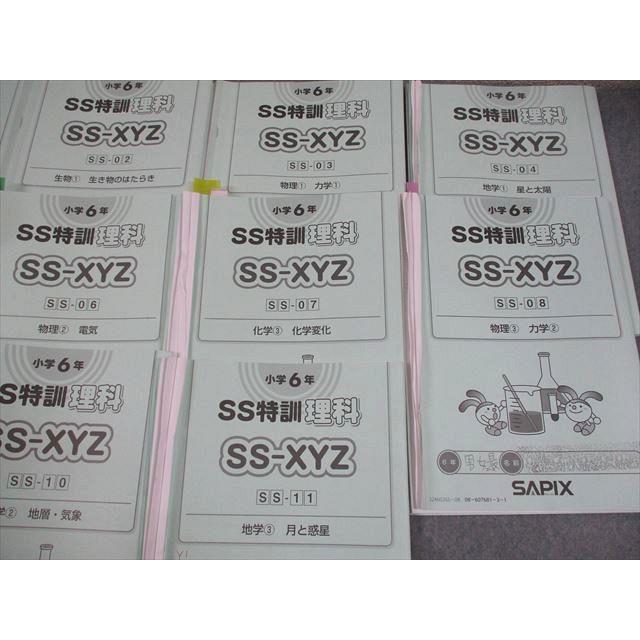 小学6年
SS特訓理科
SS-XYZ
SS-02
生物① 生き物のはたらき
小学6年
SS特訓理科
SS-XYZ
SS-03
物理① 力学①
小学6年
SS特訓理科
SS-XYZ
SS-04
地学① 星と太陽
小学6年
SS特訓理科
SS-XYZ
SS-06
物理② 電気
小学6年
SS特訓理科
SS-XYZ
SS-07
化学③ 化学変化
小学6年
SS特訓理科
SS-XYZ
SS-08
物理③ 力学②
6年
名前
SAPIX
小学6年
SS特訓理科
SS-XYZ
SS-10
学② 地層・気象
小学6年
SS特訓理科
SS-XYZ
SS-11
地学③ 月と惑星
Y1